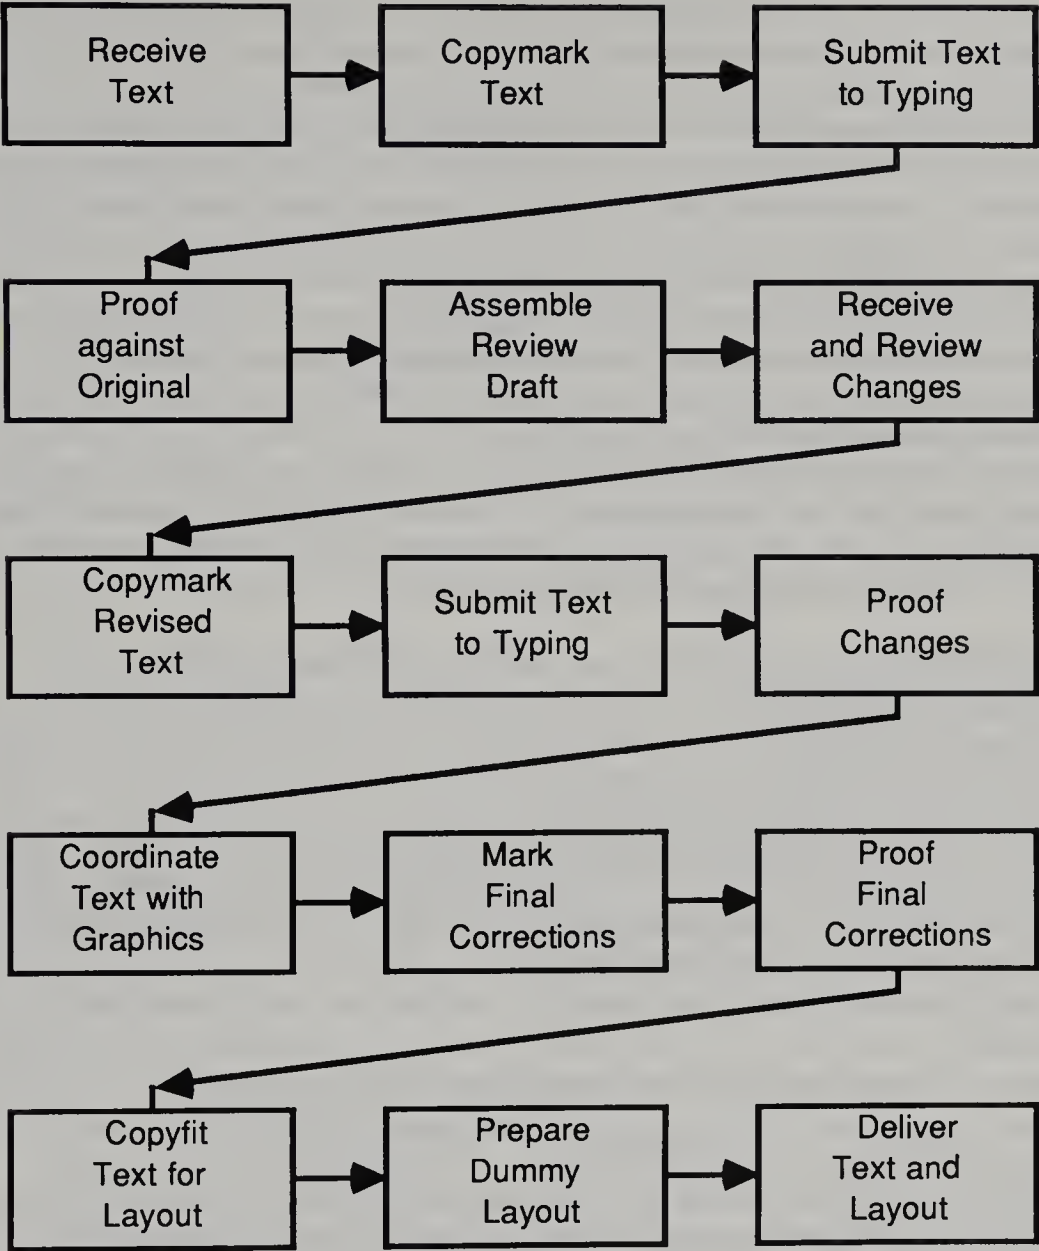 Receive
Text
Copymark
Text
Submit Text
to Typing
Proof
against
Original
Assemble
Review
Draft
Receive
and Review
Changes
Copymark
Revised
Text
Submit Text
to Typing
Proof
Changes
Coordinate
Text with
Graphics
Mark
Final
Corrections
Proof
Final
Corrections
Copyfit
Text for
Layout
Prepare
Dummy
Layout
Deliver
Text and
Layout